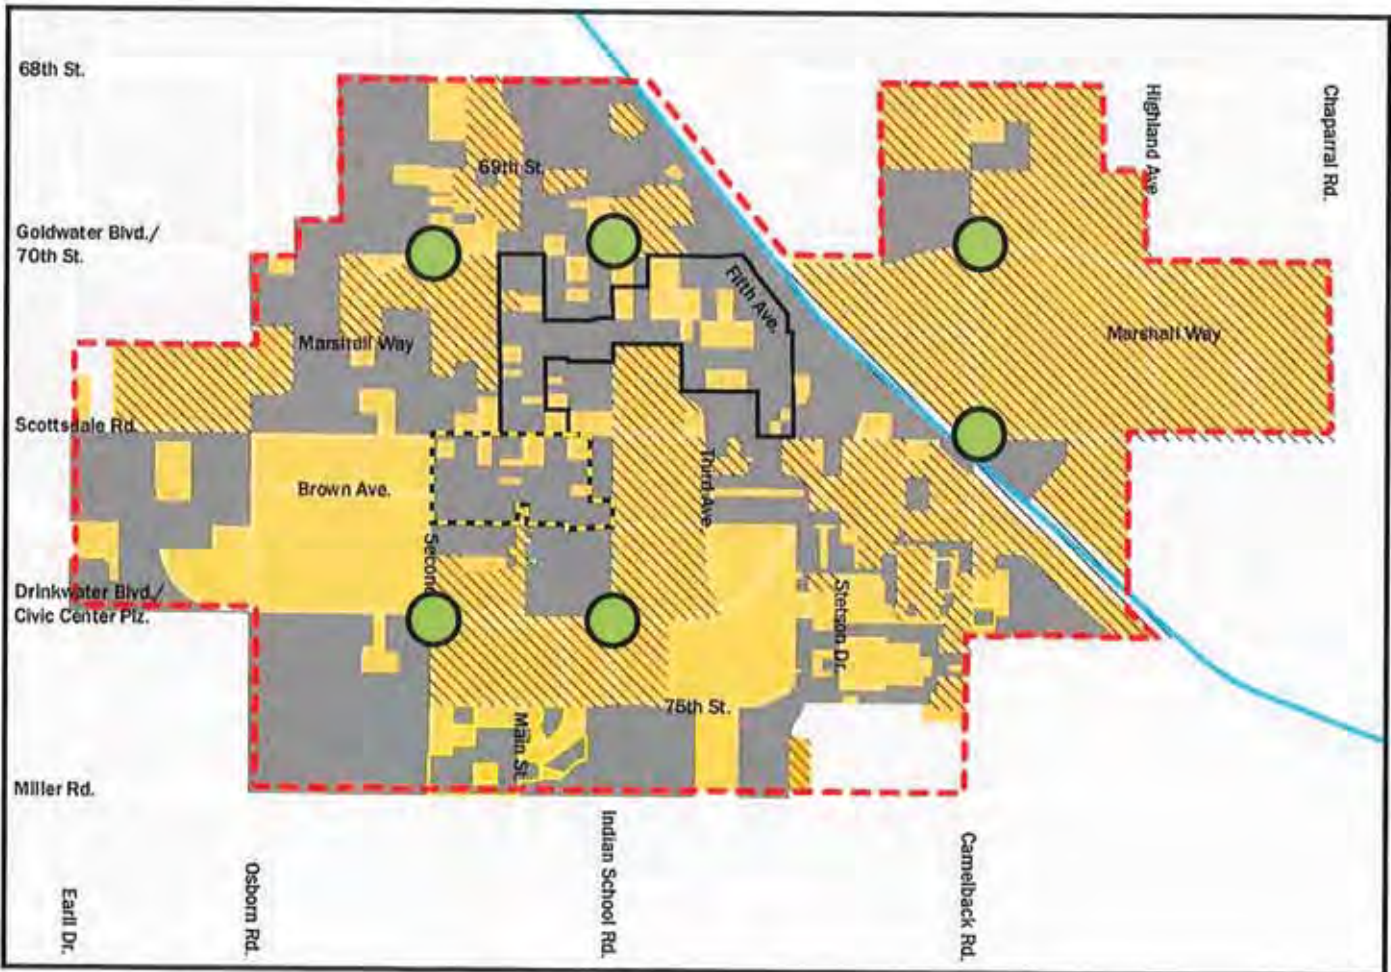 68th St.
Highland Ave
Chaparral Rd.
69th St.
Goldwater Blvd./
70th St.
Fifth Ave.
Marshall Way
Marshall Way
Scottsdale Rd.
Brown Ave.
Third Ave.
Second
Drinkwater Blvd./
Civic Center Plz.
Stetson Dr.
75th St.
Main St.
Miller Rd.
Earll Dr.
Osborn Rd.
Indian School Rd.
Camelback Rd.